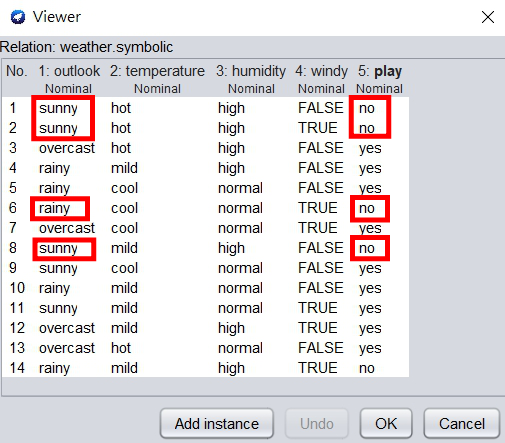 Viewer
Relation: weather.symbolic
No. 1: outlook 2: temperature 3: humidity 4: windy 5: play
Nominal Nominal Nominal Nominal Nominal
1 sunny hot high FALSE no
2 sunny hot high TRUE no
3 overcast hot high FALSE yes
4 rainy mild high FALSE yes
5 rainy cool normal FALSE yes
6 rainy cool normal TRUE no
7 overcast cool normal TRUE yes
8 sunny mild high FALSE no
9 sunny cool normal FALSE yes
10 rainy mild normal FALSE yes
11 sunny mild normal TRUE yes
12 overcast mild high TRUE yes
13 overcast hot normal FALSE yes
14 rainy mild high TRUE no
Add instance Undo OK Cancel